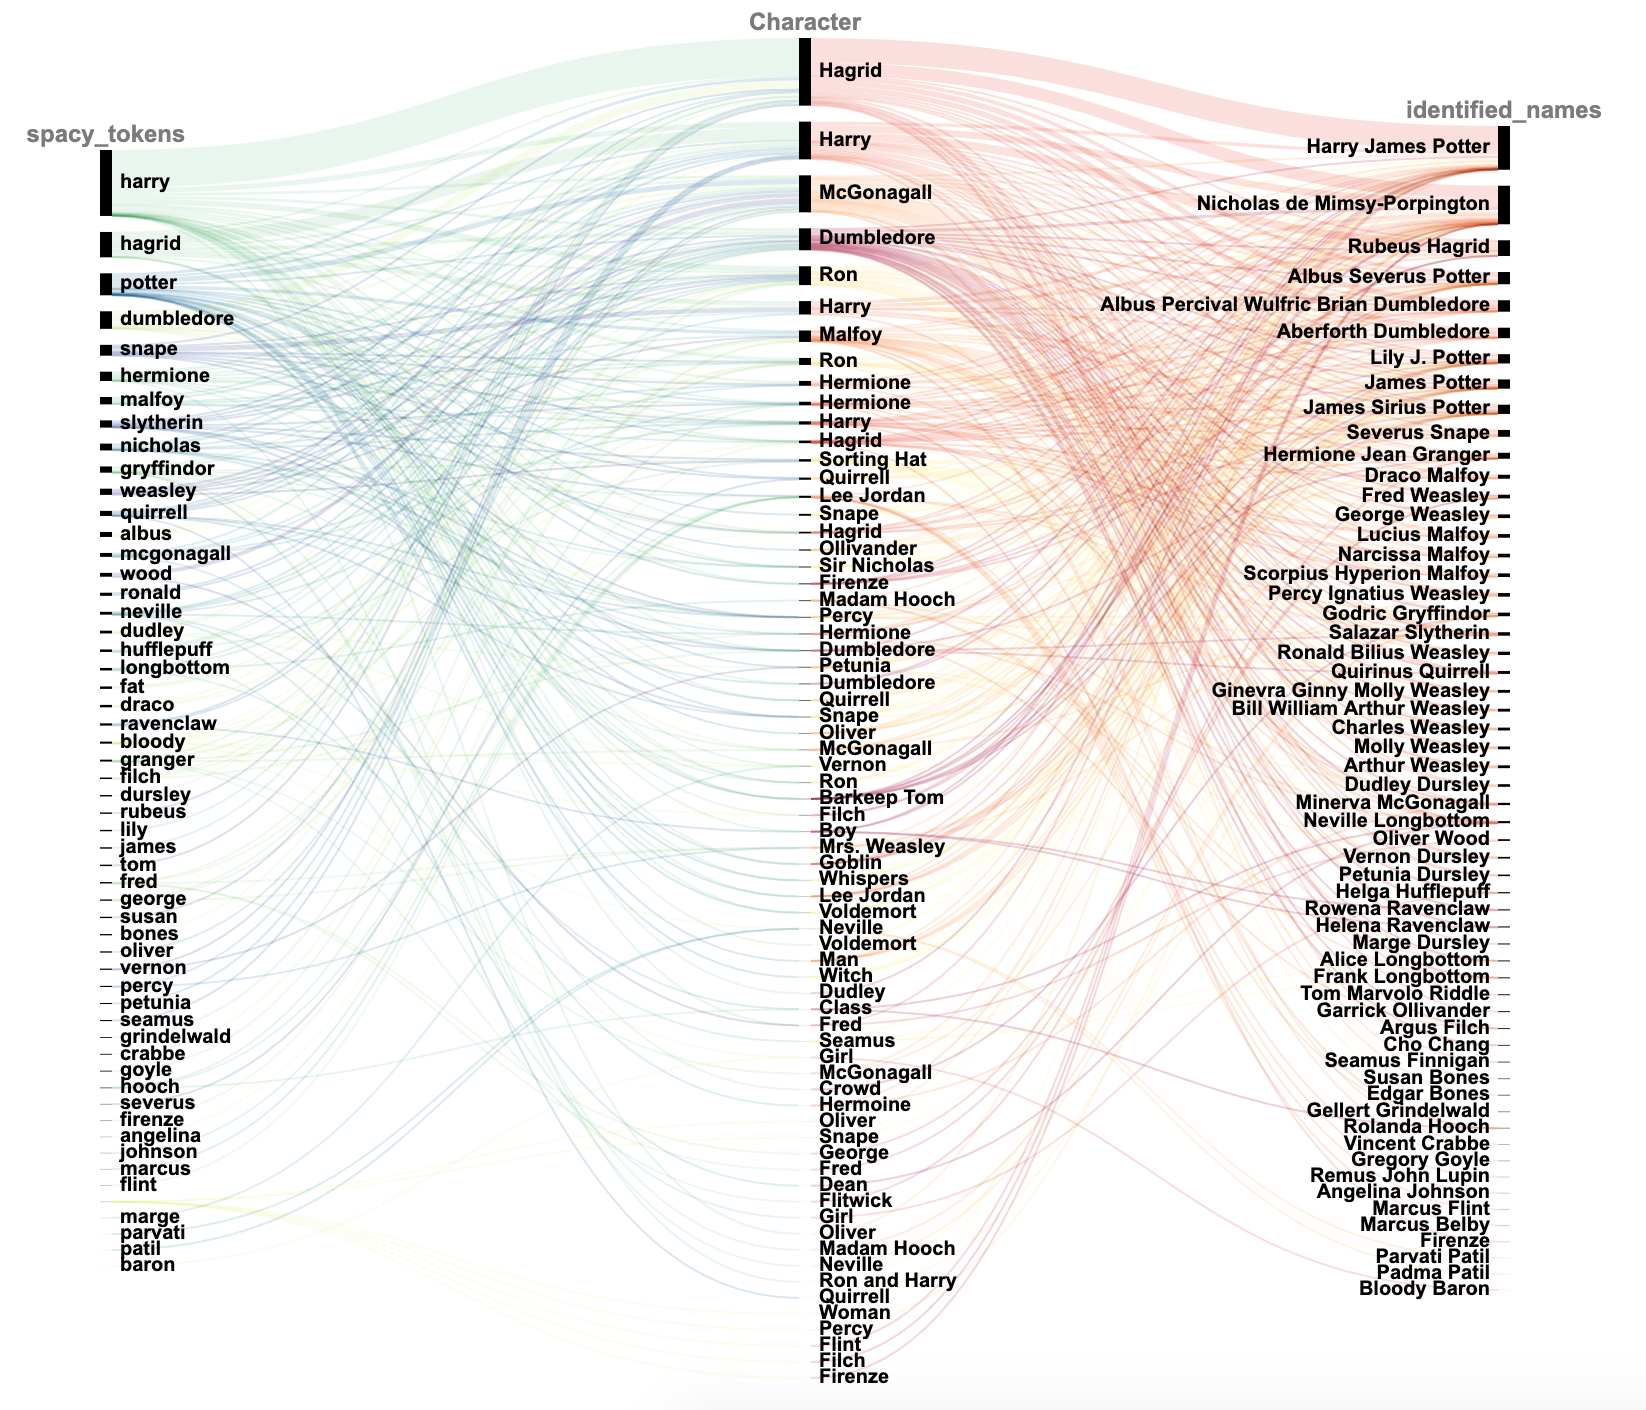 Character
spacy_tokens
identified_names
harry
hagrid
potter
dumbledore
snape
hermione
malfoy
slytherin
nicholas
gryffindor
weasley
quirrell
albus
mcgonagall
wood
ronald
neville
dudley
hufflepuff
longbottom
fat
draco
ravenclaw
bloody
granger
filch
dursley
rubeus
lily
james
tom
fred
george
susan
bones
oliver
vernon
percy
petunia
seamus
grindelwald
crabbe
goyle
hooch
severus
firenze
angelina
johnson
marcus
flint
marge
parvati
patil
baron
Hagrid
Harry
McGonagall
Dumbledore
Ron
Harry
Malfoy
Ron
Hermione
Hermione
Harry
Hagrid
Sorting Hat
Quirrell
Lee Jordan
Snape
Hagrid
Ollivander
Sir Nicholas
Firenze
Madam Hooch
Percy
Hermione
Dumbledore
Petunia
Dumbledore
Quirrell
Snape
Oliver
McGonagall
Vernon
Ron
Barkeep Tom
Filch
Boy
Mrs. Weasley
Goblin
Whispers
Lee Jordan
Voldemort
Neville
Voldemort
Man
Witch
Dudley
Class
Fred
Seamus
Girl
McGonagall
Crowd
Hermoine
Oliver
Snape
George
Fred
Dean
Flitwick
Girl
Oliver
Madam Hooch
Neville
Ron and Harry
Quirrell
Woman
Percy
Flint
Filch
Firenze
Harry James Potter
Nicholas de Mimsy-Porpington
Rubeus Hagrid
Albus Severus Potter
Albus Percival Wulfric Brian Dumbledore
Aberforth Dumbledore
Lily J. Potter
James Potter
James Sirius Potter
Severus Snape
Hermione Jean Granger
Draco Malfoy
Fred Weasley
George Weasley
Lucius Malfoy
Narcissa Malfoy
Scorpius Hyperion Malfoy
Percy Ignatius Weasley
Godric Gryffindor
Salazar Slytherin
Ronald Bilius Weasley
Quirinus Quirrell
Ginevra Ginny Molly Weasley
Bill William Arthur Weasley
Charles Weasley
Molly Weasley
Arthur Weasley
Dudley Dursley
Minerva McGonagall
Neville Longbottom
Oliver Wood
Vernon Dursley
Petunia Dursley
Helga Hufflepuff
Rowena Ravenclaw
Helena Ravenclaw
Marge Dursley
Alice Longbottom
Frank Longbottom
Tom Marvolo Riddle
Garrick Ollivander
Argus Filch
Cho Chang
Seamus Finnigan
Susan Bones
Edgar Bones
Gellert Grindelwald
Rolanda Hooch
Vincent Crabbe
Gregory Goyle
Remus John Lupin
Angelina Johnson
Marcus Flint
Marcus Belby
Firenze
Parvati Patil
Padma Patil
Bloody Baron